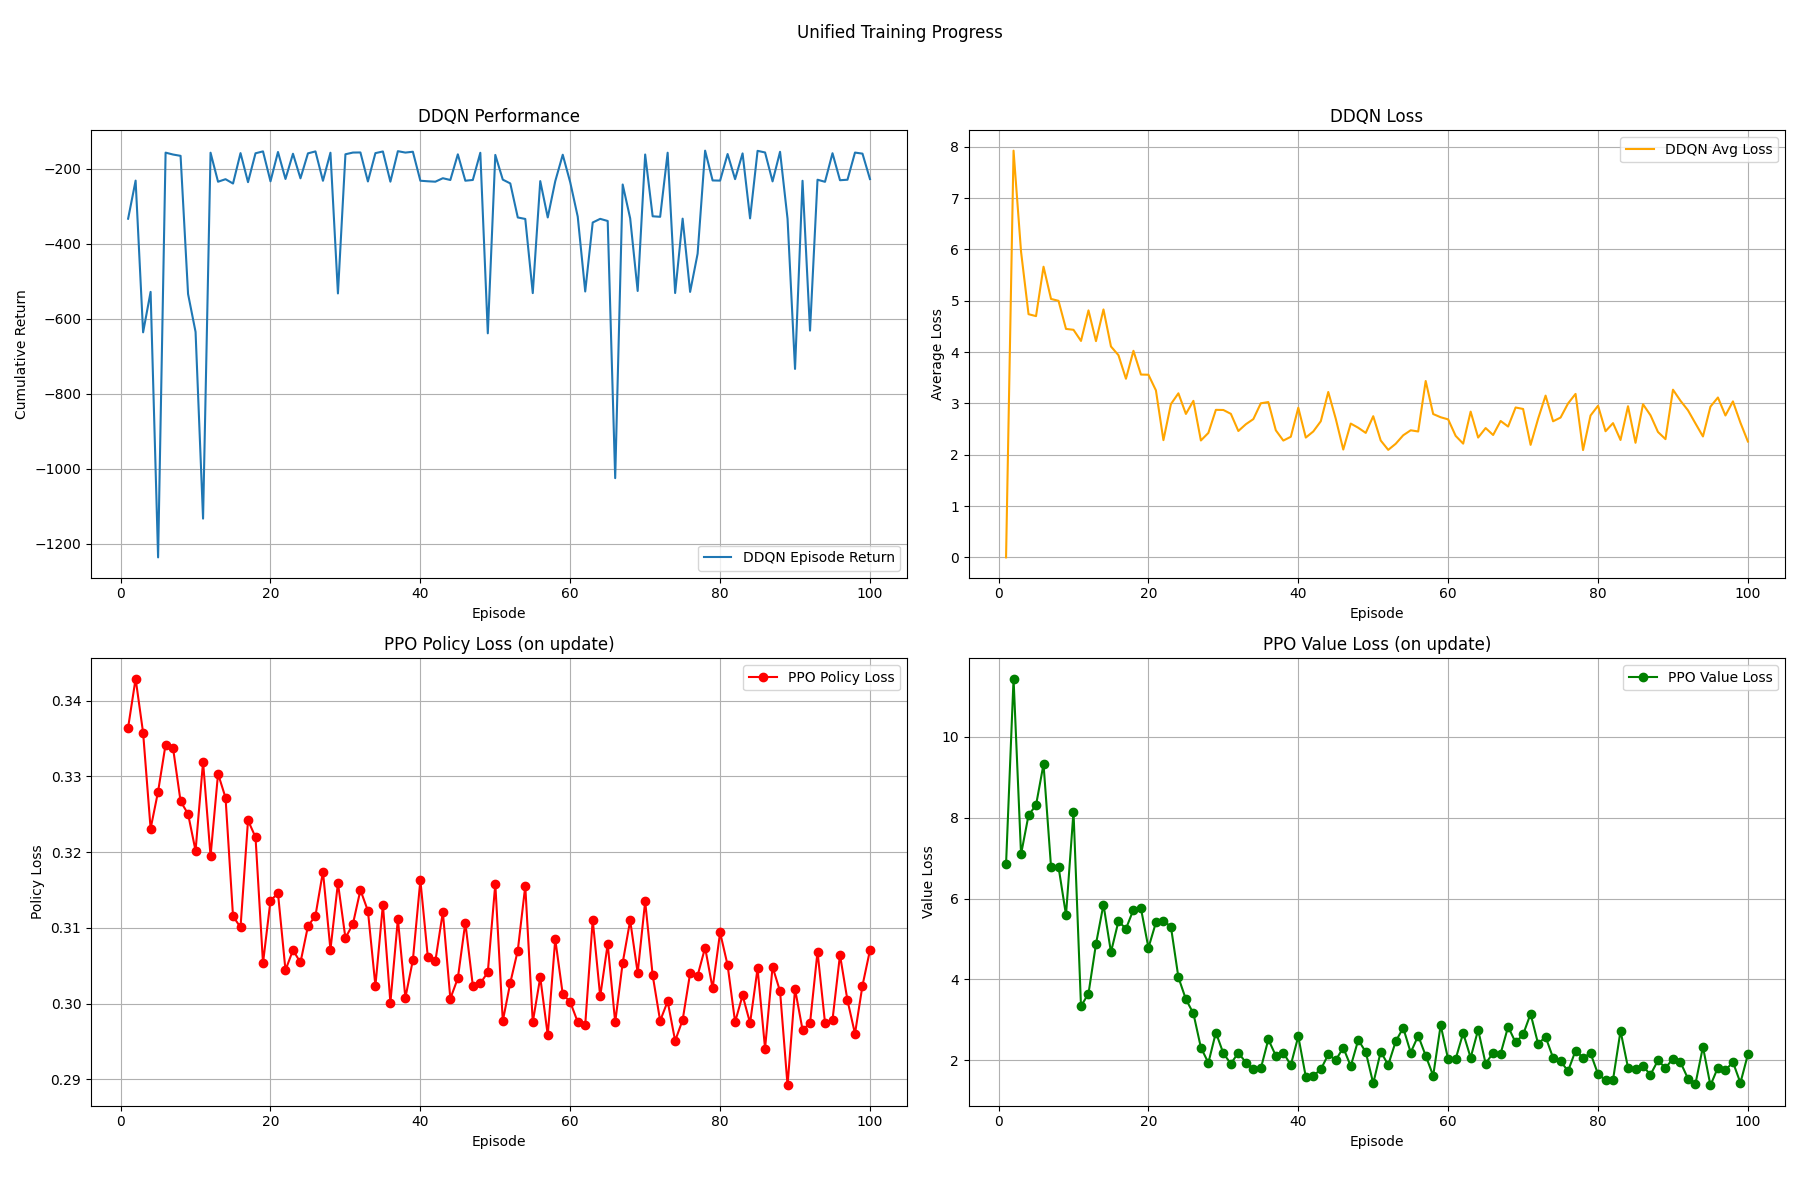 Unified Training Progress
DDQN Performance
Cumulative Return
−200
−400
−600
−800
−1000
−1200
DDQN Episode Return
0 20 40 60 80 100
Episode
DDQN Loss
Average Loss
8
7
6
5
4
3
2
1
0
DDQN Avg Loss
0 20 40 60 80 100
Episode
PPO Policy Loss (on update)
Policy Loss
0.34
0.33
0.32
0.31
0.30
0.29
PPO Policy Loss
0 20 40 60 80 100
Episode
PPO Value Loss (on update)
Value Loss
10
8
6
4
2
PPO Value Loss
0 20 40 60 80 100
Episode